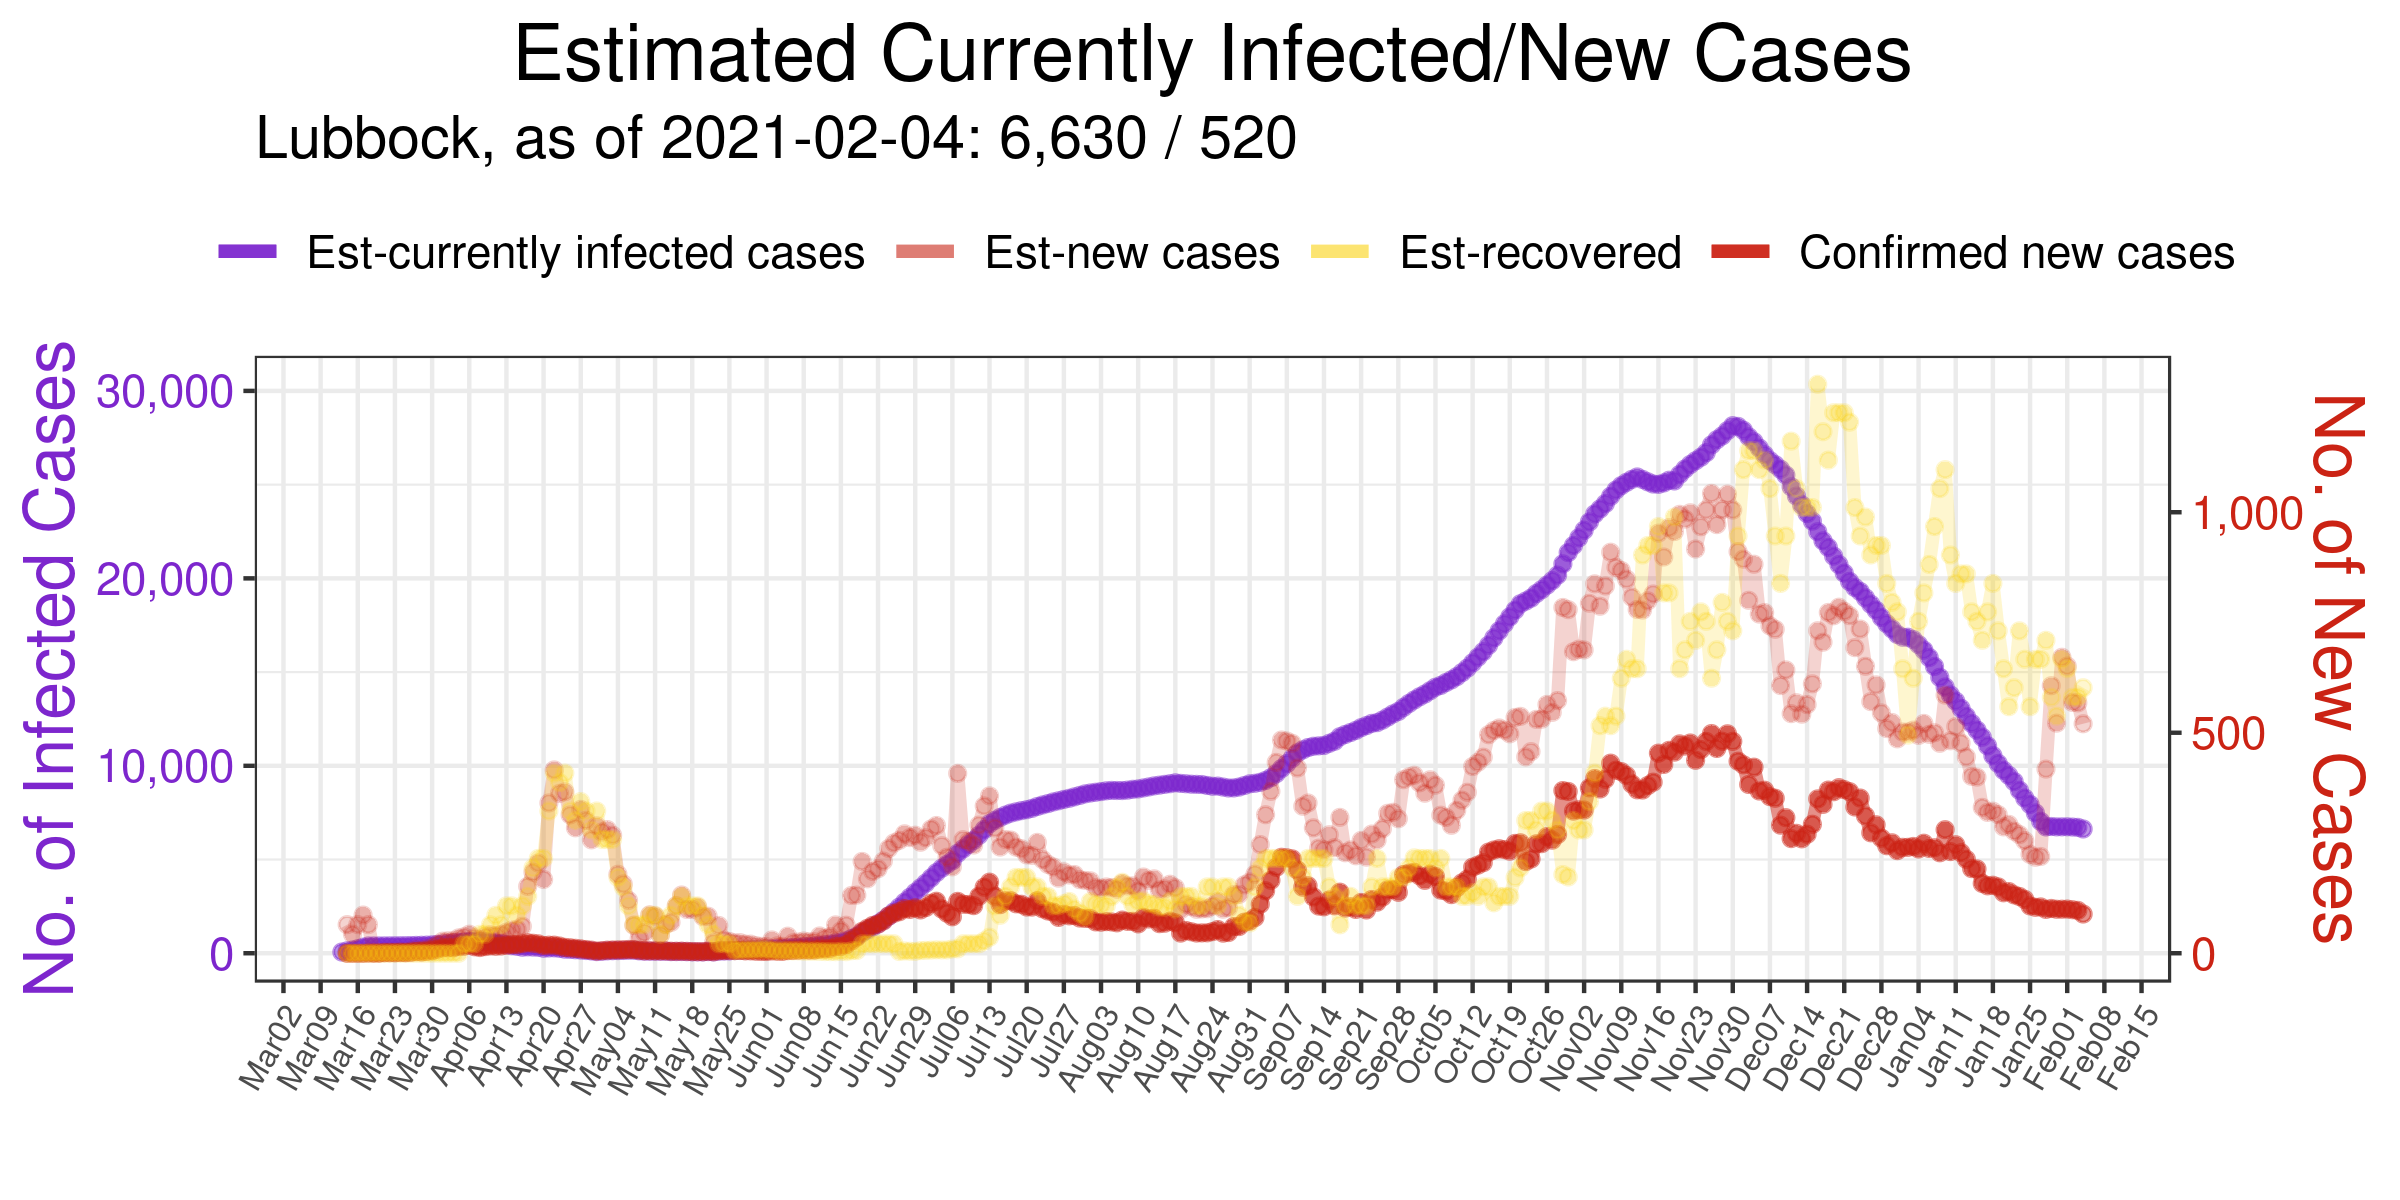 Estimated Currently Infected/New Cases
Lubbock, as of 2021-02-04: 6,630 / 520
Est-currently infected cases Est-new cases Est-recovered Confirmed new cases
No. of Infected Cases
30,000
20,000
10,000
0
No. of New Cases
1,000
500
0
Mar02 Mar09 Mar16 Mar23 Mar30 Apr06 Apr13 Apr20 Apr27 May04 May11 May18 May25 Jun01 Jun08 Jun15 Jun22 Jun29 Jul06 Jul13 Jul20 Jul27 Aug03 Aug10 Aug17 Aug24 Aug31 Sep07 Sep14 Sep21 Sep28 Oct05 Oct12 Oct19 Oct26 Nov02 Nov09 Nov16 Nov23 Nov30 Dec07 Dec14 Dec21 Dec28 Jan04 Jan11 Jan18 Jan25 Feb01 Feb08 Feb15